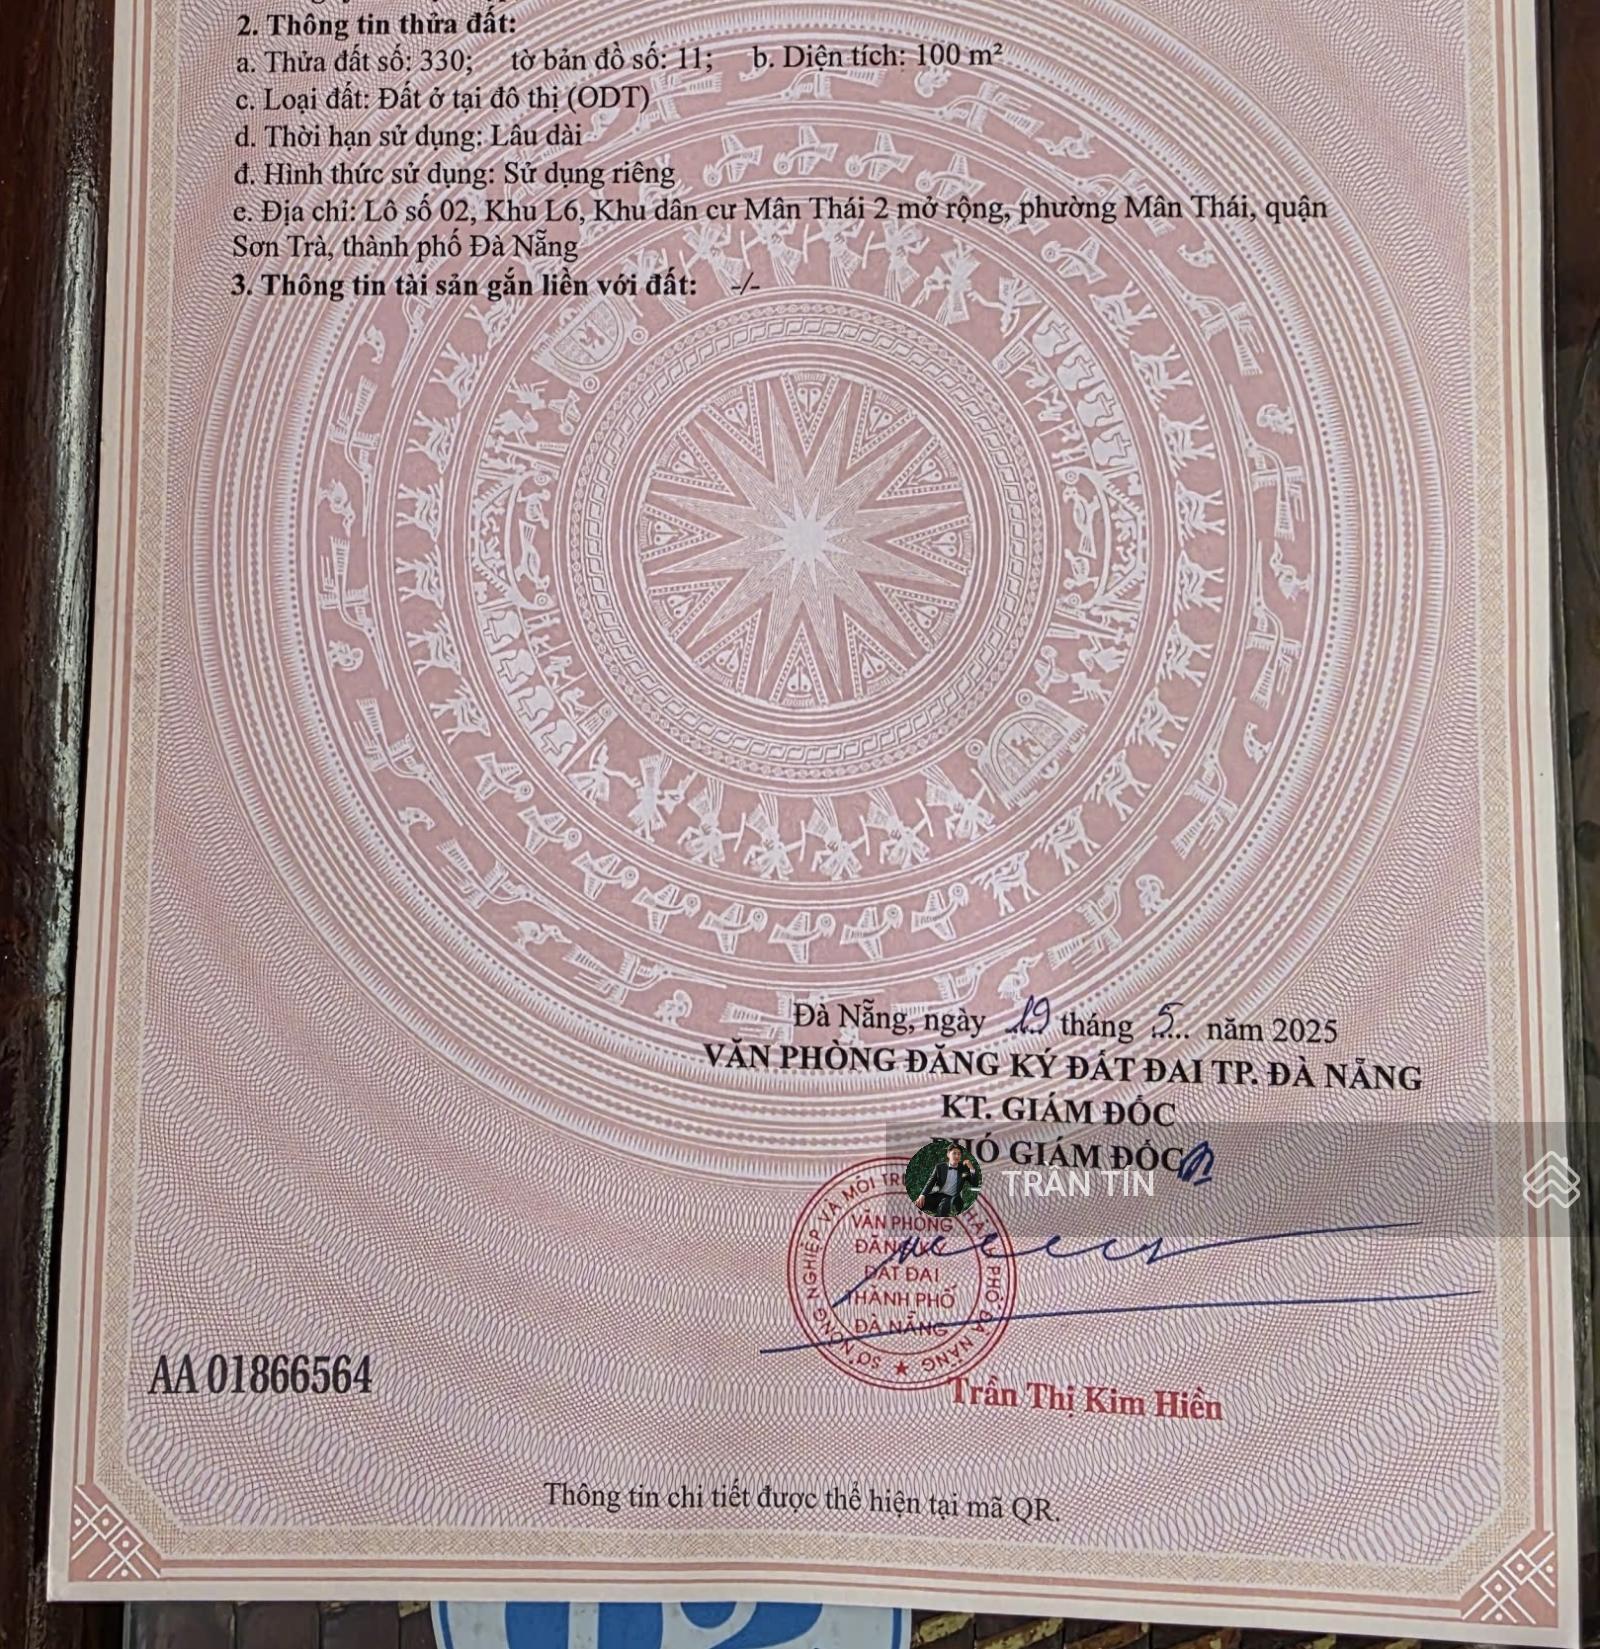 2. Thông tin thửa đất:
a. Thửa đất số: 330; tờ bản đồ số: 11; b. Diện tích: 100 m²
c. Loại đất: Đất ở tại đô thị (ODT)
d. Thời hạn sử dụng: Lâu dài
đ. Hình thức sử dụng: Sử dụng riêng
e. Địa chỉ: Lô số 02, Khu L6, Khu dân cư Mân Thái 2 mở rộng, phường Mân Thái, quận
Sơn Trà, thành phố Đà Nẵng
3. Thông tin tài sản gắn liền với đất: -/-
Đà Nẵng, ngày 19 tháng 5 năm 2025
VĂN PHÒNG ĐĂNG KÝ ĐẤT ĐAI TP. ĐÀ NẴNG
KT. GIÁM ĐỐC
PHÓ GIÁM ĐỐC
TRẦN TÍN
VĂN PHÒNG
ĐĂNG KÝ
ĐẤT ĐAI
THÀNH PHỐ
ĐÀ NẴNG
AA 01866564
Trần Thị Kim Hiền
Thông tin chi tiết được thể hiện tại mã QR.